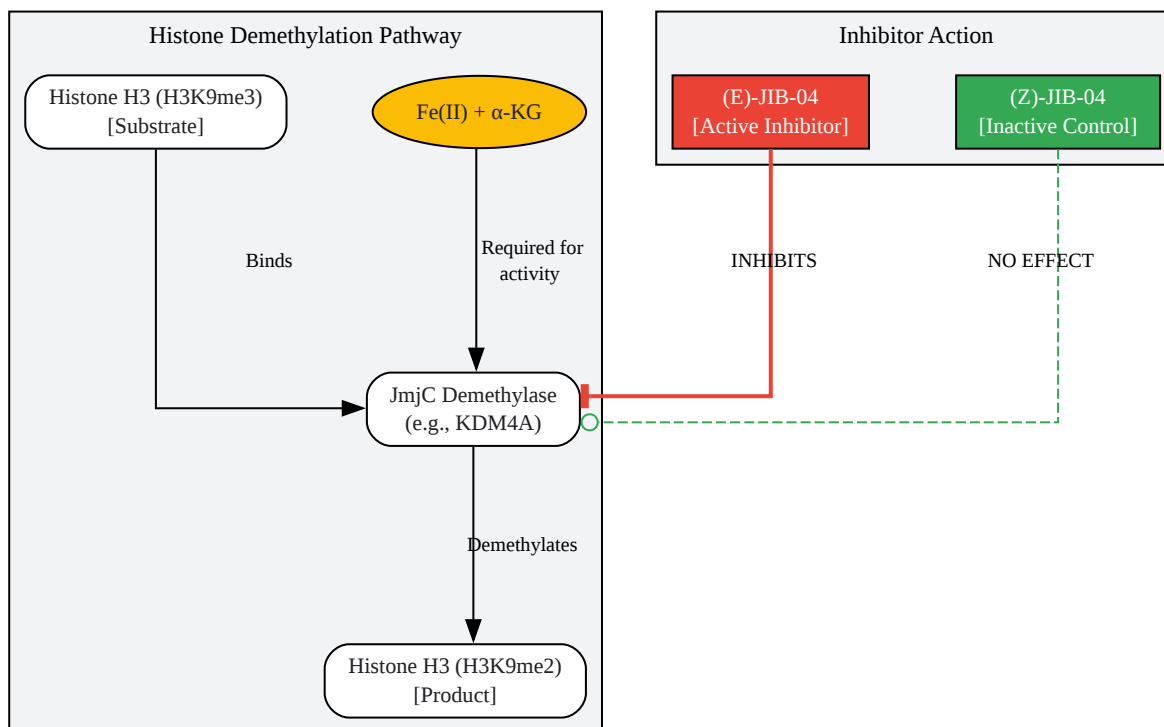 Histone Demethylation Pathway
Histone H3 (H3K9me3)
[Substrate]
Fe(II) + α-KG
Binds
Required for
activity
JmjC Demethylase
(e.g., KDM4A)
Demethylates
Histone H3 (H3K9me2)
[Product]
Inhibitor Action
(E)-JIB-04
[Active Inhibitor]
(Z)-JIB-04
[Inactive Control]
INHIBITS
NO EFFECT